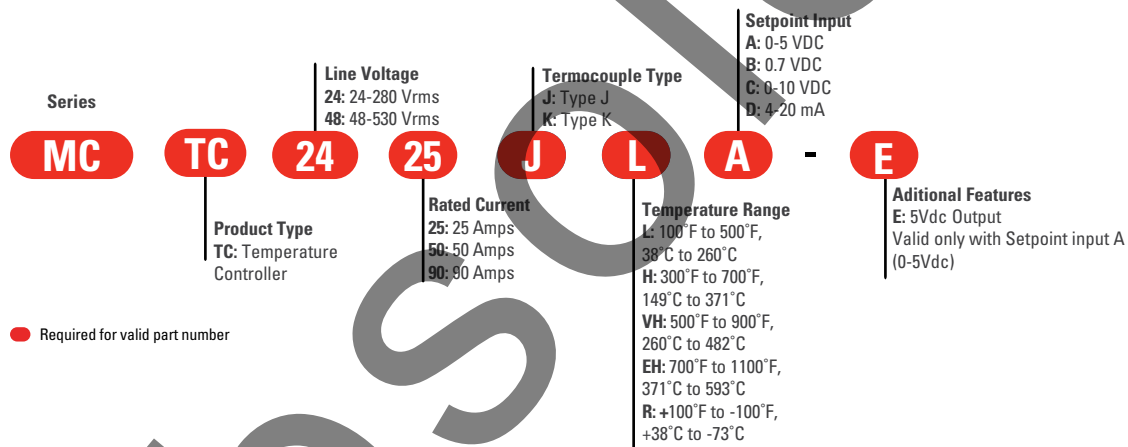 Setpoint Input
A: 0-5 VDC
B: 0.7 VDC
C: 0-10 VDC
D: 4-20 mA
Line Voltage
24: 24-280 Vrms
48: 48-530 Vrms
Termocouple Type
J: Type J
K: Type K
Series
MC TC 24 25 J L A - E
Product Type
TC: Temperature
Controller
Rated Current
25: 25 Amps
50: 50 Amps
90: 90 Amps
Temperature Range
L: 100˚F to 500˚F,
38˚C to 260˚C
H: 300˚F to 700˚F,
149˚C to 371˚C
VH: 500˚F to 900˚F,
260˚C to 482˚C
EH: 700˚F to 1100˚F,
371˚C to 593˚C
R: +100˚F to -100˚F,
+38˚C to -73˚C
Aditional Features
E: 5Vdc Output
Valid only with Setpoint input A
(0-5Vdc)
Required for valid part number